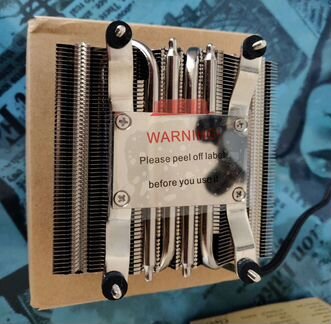 WARNING
Please peel off label
before you use it